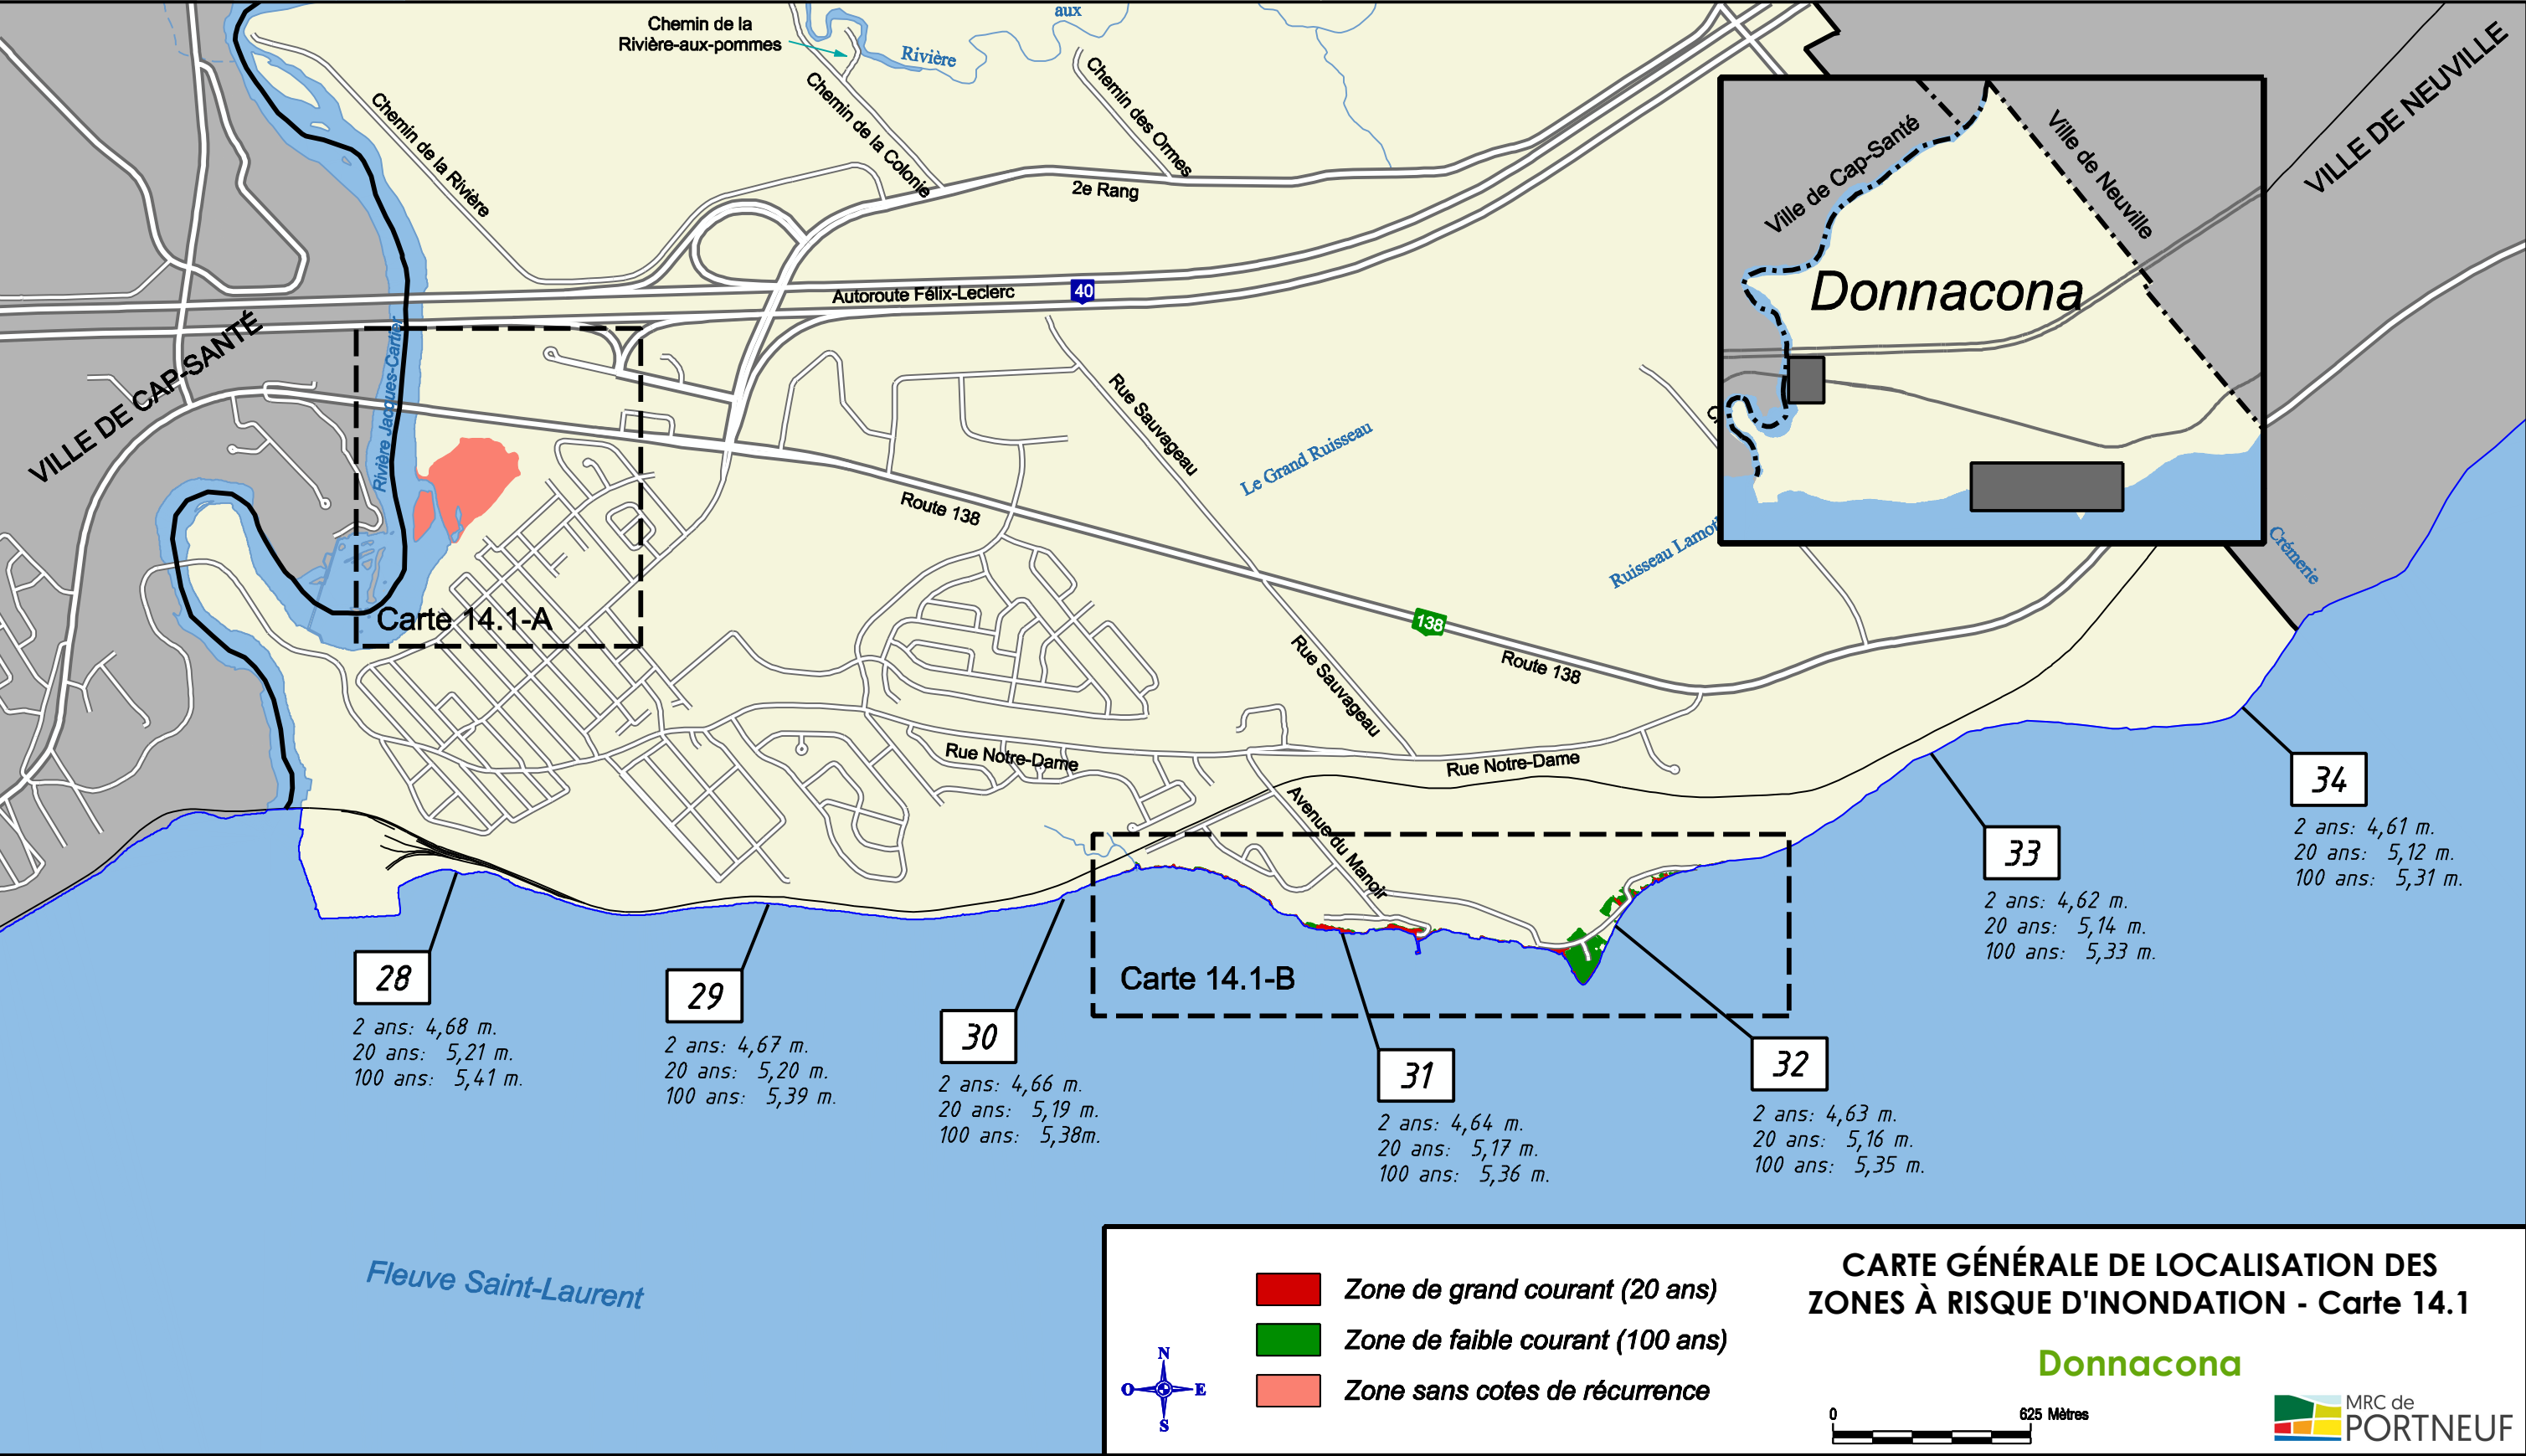 Chemin de la
Rivière-aux-pommes
aux
Rivière
Chemin de la Rivière
Chemin de la Colonie
Chemin des Ormes
2e Rang
Autoroute Félix-Leclerc
40
VILLE DE CAP-SANTÉ
Rivière Jacques-Cartier
VILLE DE NEUVILLE
Ville de Cap-Santé
Ville de Neuville
Donnacona
Rue Sauvageau
Le Grand Ruisseau
Route 138
Crémerie
138
Carte 14.1-A
Rue Sauvageau
Route 138
Rue Notre-Dame
Rue Notre-Dame
Avenue du Manoir
Carte 14.1-B
28
2 ans: 4,68 m.
20 ans: 5,21 m.
100 ans: 5,41 m.
29
2 ans: 4,67 m.
20 ans: 5,20 m.
100 ans: 5,39 m.
30
2 ans: 4,66 m.
20 ans: 5,19 m.
100 ans: 5,38m.
31
2 ans: 4,64 m.
20 ans: 5,17 m.
100 ans: 5,36 m.
32
2 ans: 4,63 m.
20 ans: 5,16 m.
100 ans: 5,35 m.
33
2 ans: 4,62 m.
20 ans: 5,14 m.
100 ans: 5,33 m.
34
2 ans: 4,61 m.
20 ans: 5,12 m.
100 ans: 5,31 m.
Ruisseau
Fleuve Saint-Laurent
Zone de grand courant (20 ans)
Zone de faible courant (100 ans)
Zone sans cotes de récurrence
N
O E
S
CARTE GÉNÉRALE DE LOCALISATION DES
ZONES À RISQUE D'INONDATION - Carte 14.1
Donnacona
0 625 Mètres
MRC de
PORTNEUF